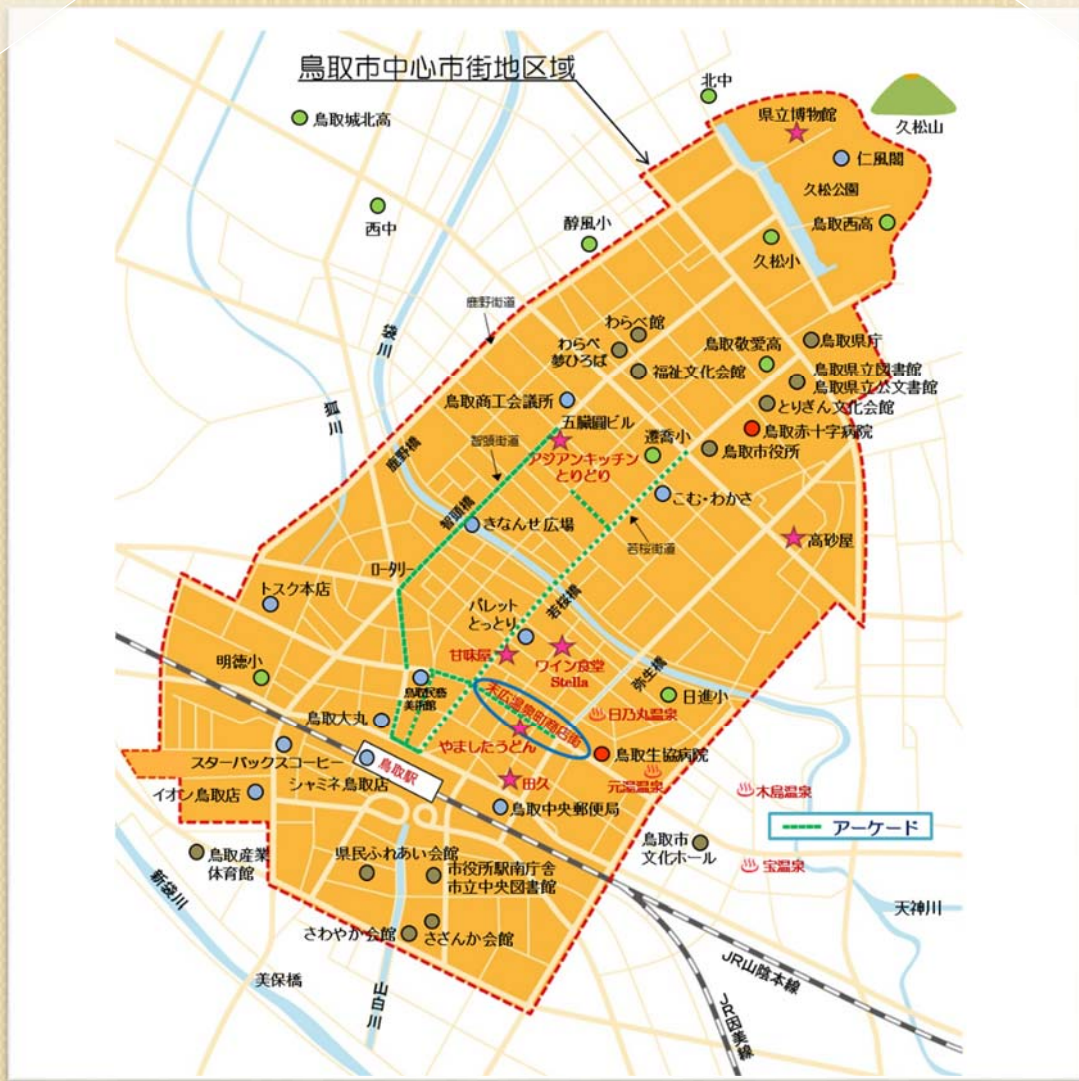 鳥取市中心市街地区域
北中
久松山
県立博物館
鳥取城北高
仁風閣
久松公園
西中
醇風小
鳥取西高
久松小
鹿野街道
袋川
わらべ館
わらべ
夢ひろば
鳥取敬愛高
鳥取県庁
福祉文化会館
鳥取県立図書館
鳥取県立公文書館
鳥取商工会議所
とりぎん文化会館
狐川
五臓圓ビル
鳥取赤十字病院
智頭街道
遷喬小
鳥取市役所
鹿野橋
アジアンキッチン
とりどり
こむ・わかさ
智頭橋
きなんせ広場
高砂屋
若桜街道
ロータリー
トスク本店
パレット
とっとり
若桜橋
明徳小
甘味屋
ワイン食堂
Stella
弥生橋
鳥取民藝
美術館
日進小
末広温泉町商店街
日乃丸温泉
鳥取大丸
やましたうどん
鳥取生協病院
スターバックスコーヒー
鳥取駅
シャミネ鳥取店
田久
元湯温泉
木島温泉
イオン鳥取店
鳥取中央郵便局
アーケード
鳥取市
文化ホール
鳥取産業
体育館
県民ふれあい会館
市役所駅南庁舎
市立中央図書館
宝温泉
新袋川
天神川
さわやか会館
さざんか会館
JR山陰本線
美保橋
山白川
JR因美線